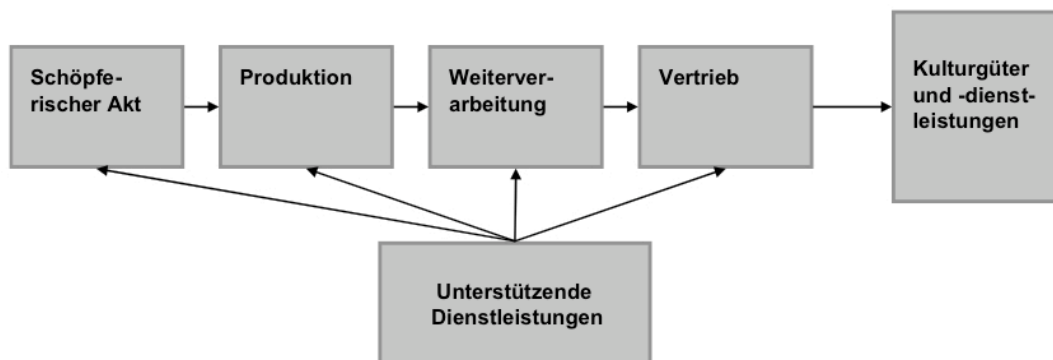 Schöpfe-
rischer Akt
Produktion
Weiterver-
arbeitung
Vertrieb
Kulturgüter
und -dienst-
leistungen
Unterstützende
Dienstleistungen